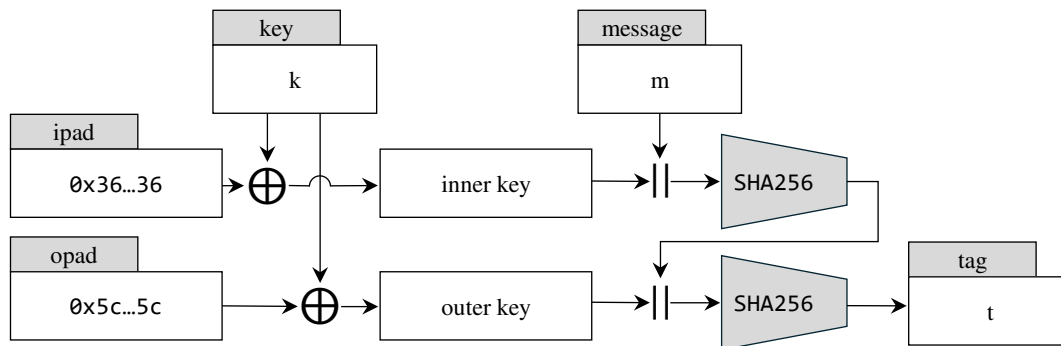 key
message
k
m
ipad
0x36…36
inner key
||
SHA256
opad
tag
0x5c…5c
outer key
||
SHA256
t